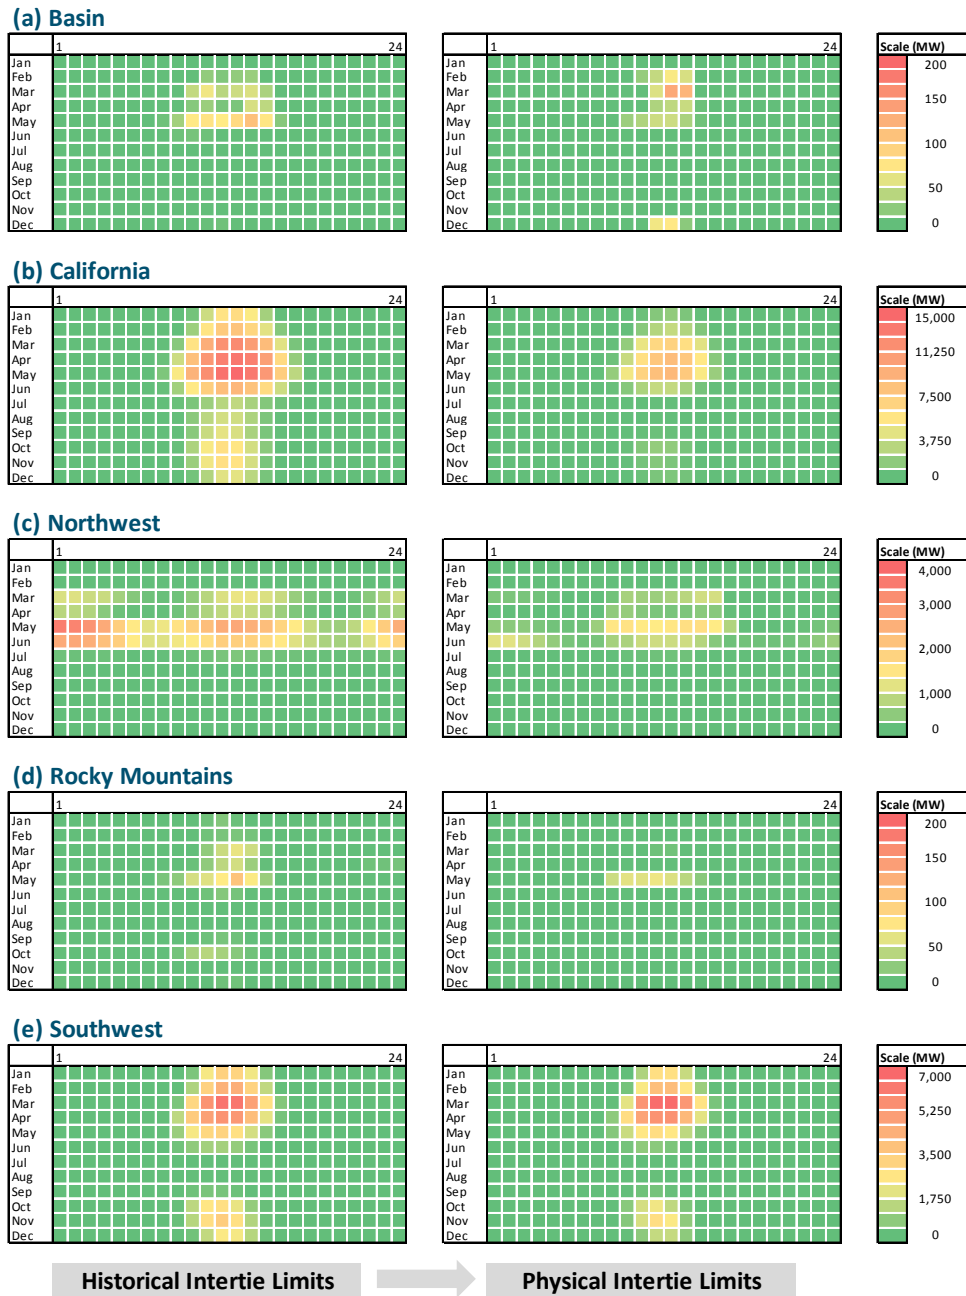 (a) Basin
1 24 1 24 Scale (MW)
Jan Jan 200
Feb Feb
Mar Mar 150
Apr Apr
May May 100
Jun Jun
Jul Jul
Aug Aug
Sep Sep 50
Oct Oct
Nov Nov
Dec Dec 0
(b) California
1 24 1 24 Scale (MW)
Jan Jan 15,000
Feb Feb
Mar Mar 11,250
Apr Apr
May May
Jun Jun 7,500
Jul Jul
Aug Aug
Sep Sep 3,750
Oct Oct
Nov Nov
Dec Dec 0
(c) Northwest
1 24 1 24 Scale (MW)
Jan Jan 4,000
Feb Feb
Mar Mar 3,000
Apr Apr
May May
Jun Jun 2,000
Jul Jul
Aug Aug
Sep Sep 1,000
Oct Oct
Nov Nov
Dec Dec 0
(d) Rocky Mountains
1 24 1 24 Scale (MW)
Jan Jan 200
Feb Feb
Mar Mar 150
Apr Apr
May May
Jun Jun 100
Jul Jul
Aug Aug
Sep Sep 50
Oct Oct
Nov Nov
Dec Dec 0
(e) Southwest
1 24 1 24 Scale (MW)
Jan Jan 7,000
Feb Feb
Mar Mar 5,250
Apr Apr
May May
Jun Jun 3,500
Jul Jul
Aug Aug
Sep Sep 1,750
Oct Oct
Nov Nov
Dec Dec 0
Historical Intertie Limits Physical Intertie Limits